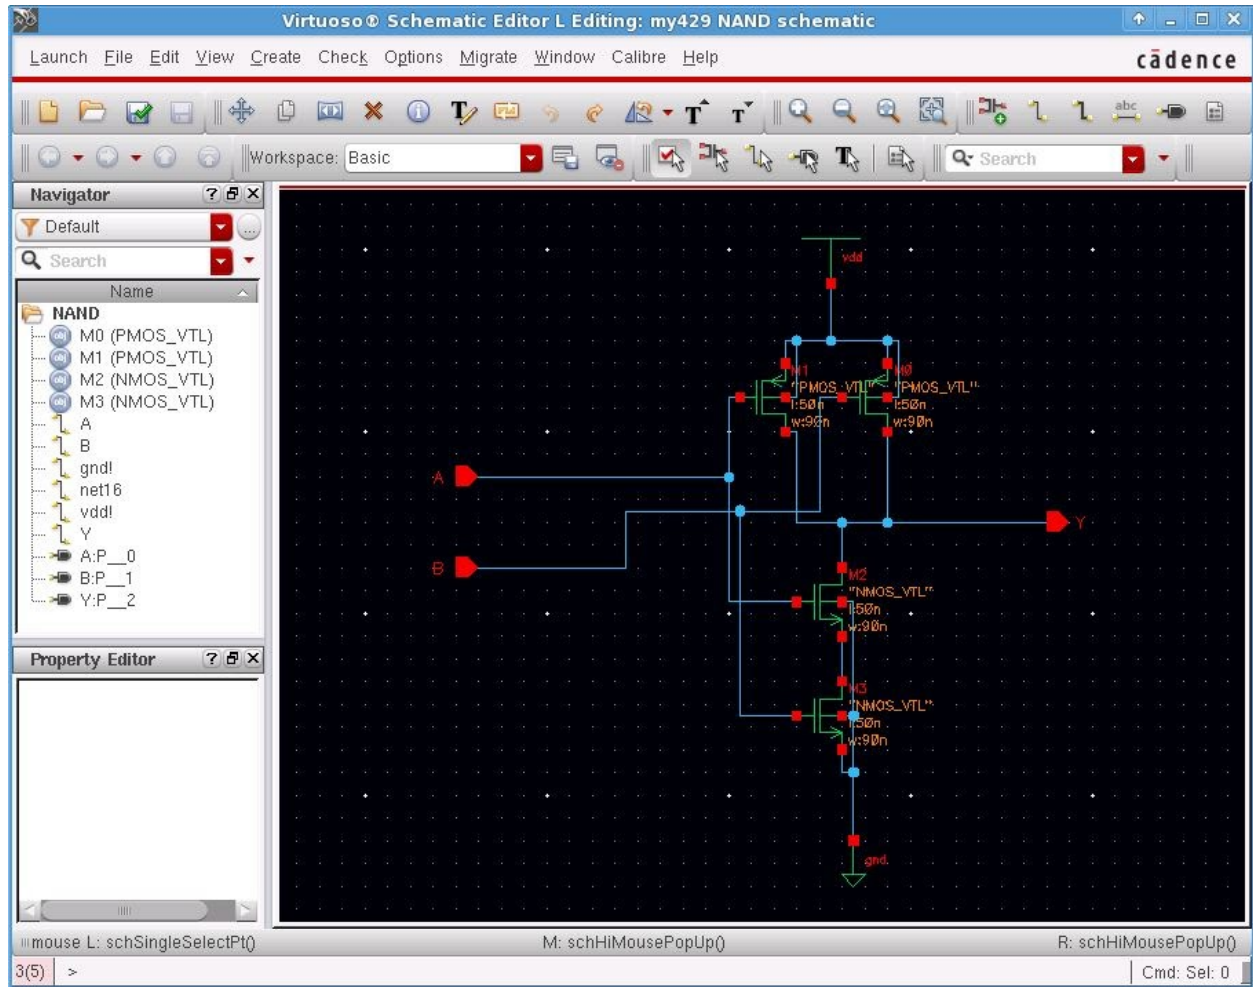 Virtuoso® Schematic Editor L Editing: my429 NAND schematic
Launch File Edit View Create Check Options Migrate Window Calibre Help
cādence
abc
Workspace: Basic
Search
Navigator
Default
Search
Name
NAND
M0 (PMOS_VTL)
M1 (PMOS_VTL)
M2 (NMOS_VTL)
M3 (NMOS_VTL)
A
B
gnd!
net16
vdd!
Y
A:P__0
B:P__1
Y:P__2
Property Editor
vdd
M1
"PMOS_VTL"
l:50n
w:90n
M0
"PMOS_VTL"
l:50n
w:90n
A
B
Y
M2
"NMOS_VTL"
l:50n
w:90n
M3
"NMOS_VTL"
l:50n
w:90n
gnd
mouse L: schSingleSelectPt() M: schHiMousePopUp() R: schHiMousePopUp()
3(5) > Cmd: Sel: 0